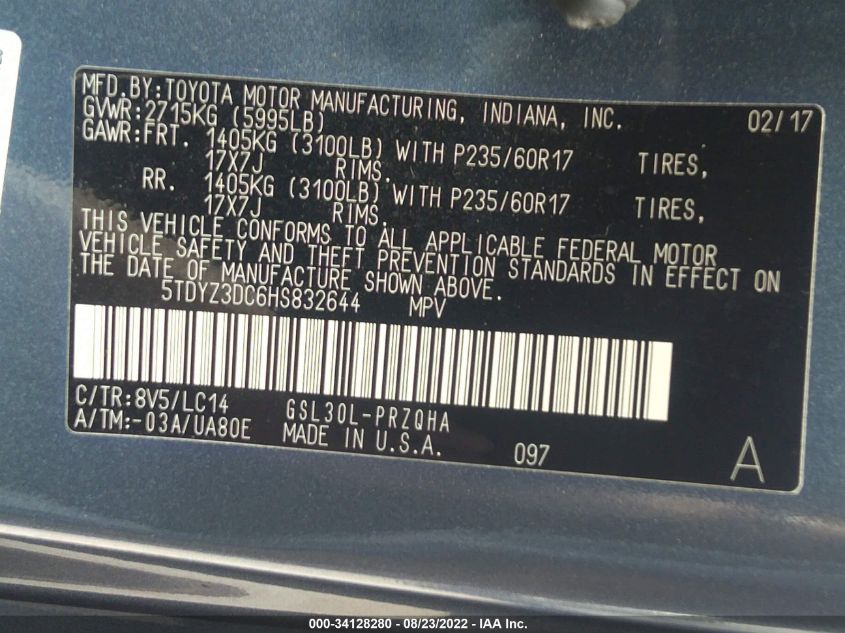 MFD.BY:TOYOTA MOTOR MANUFACTURING, INDIANA, INC. 02/17
GVWR:2715KG (5995LB)
GAWR:FRT. 1405KG (3100LB) WITH P235/60R17 TIRES,
17X7J RIMS.
RR. 1405KG (3100LB) WITH P235/60R17 TIRES,
17X7J RIMS.
THIS VEHICLE CONFORMS TO ALL APPLICABLE FEDERAL MOTOR
VEHICLE SAFETY AND THEFT PREVENTION STANDARDS IN EFFECT ON
THE DATE OF MANUFACTURE SHOWN ABOVE.
5TDYZ3DC6HS832644 MPV
C/TR:8V5/LC14 GSL30L-PRZQHA
A/TM:-03A/UA80E MADE IN U.S.A. 097 A
000-34128280 - 08/23/2022 - IAA Inc.